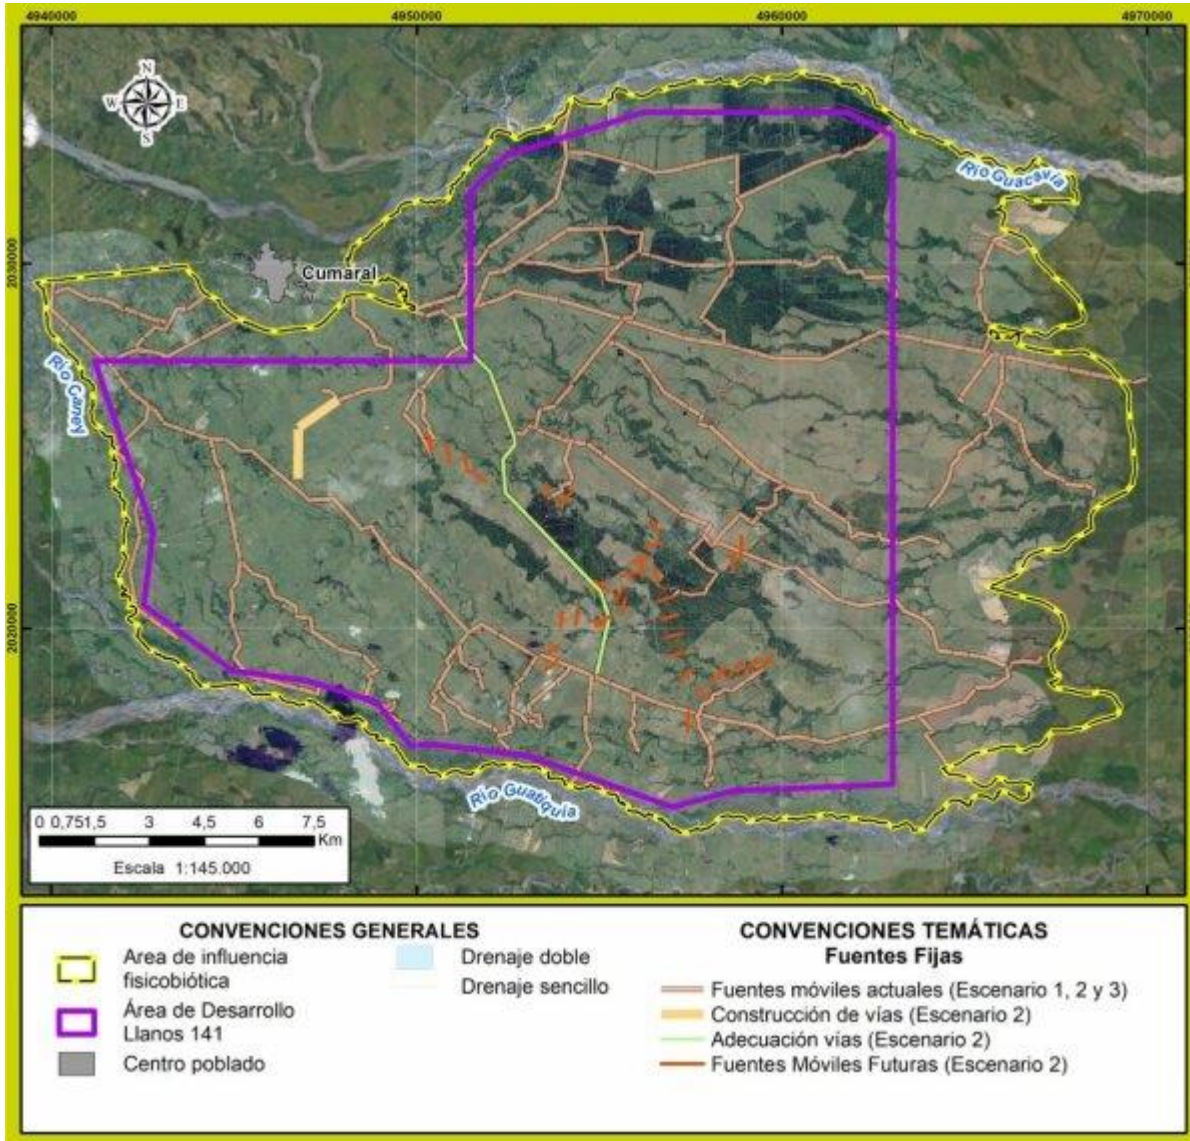 4940000
4950000
4960000
4970000
N
W
E
S
2030000
2020000
Río Guacavía
Cumaral
Río Caney
Río Guatiquía
0 0,751,5 3 4,5 6 7,5
Km
Escala 1:145.000
CONVENCIONES GENERALES
Area de influencia
fisicobiótica
Área de Desarrollo
Llanos 141
Centro poblado
Drenaje doble
Drenaje sencillo
CONVENCIONES TEMÁTICAS
Fuentes Fijas
Fuentes móviles actuales (Escenario 1, 2 y 3)
Construcción de vías (Escenario 2)
Adecuación vías (Escenario 2)
Fuentes Móviles Futuras (Escenario 2)